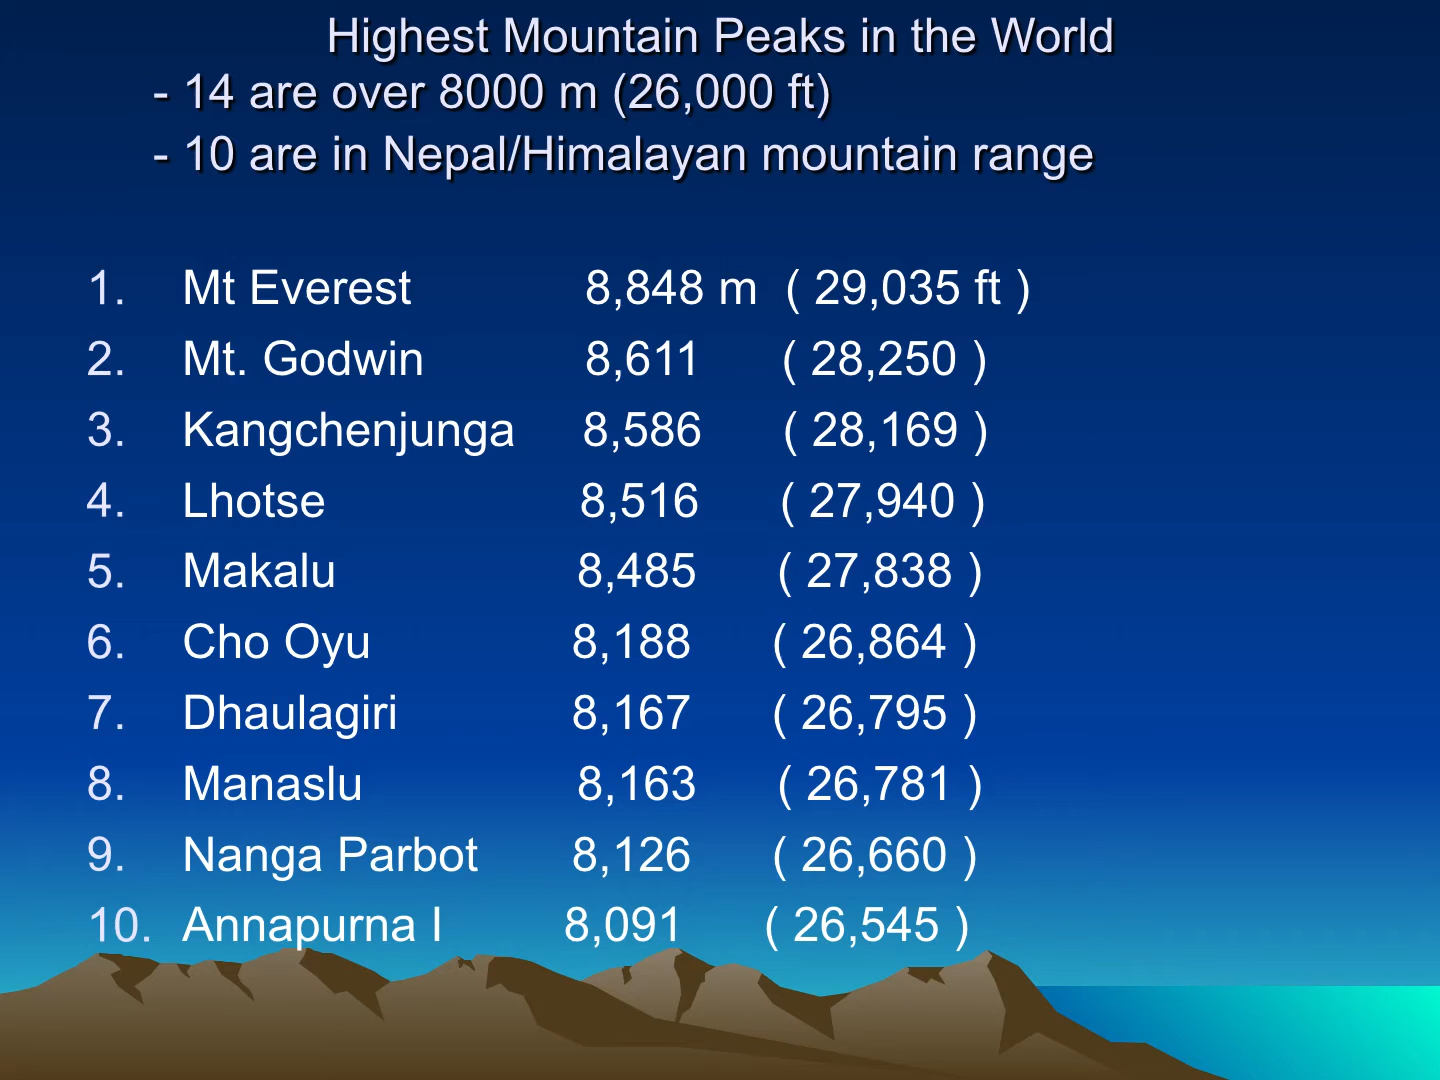 Highest Mountain Peaks in the World
- 14 are over 8000 m (26,000 ft)
- 10 are in Nepal/Himalayan mountain range
1. Mt Everest 8,848 m ( 29,035 ft )
2. Mt. Godwin 8,611 ( 28,250 )
3. Kangchenjunga 8,586 ( 28,169 )
4. Lhotse 8,516 ( 27,940 )
5. Makalu 8,485 ( 27,838 )
6. Cho Oyu 8,188 ( 26,864 )
7. Dhaulagiri 8,167 ( 26,795 )
8. Manaslu 8,163 ( 26,781 )
9. Nanga Parbot 8,126 ( 26,660 )
10. Annapurna I 8,091 ( 26,545 )